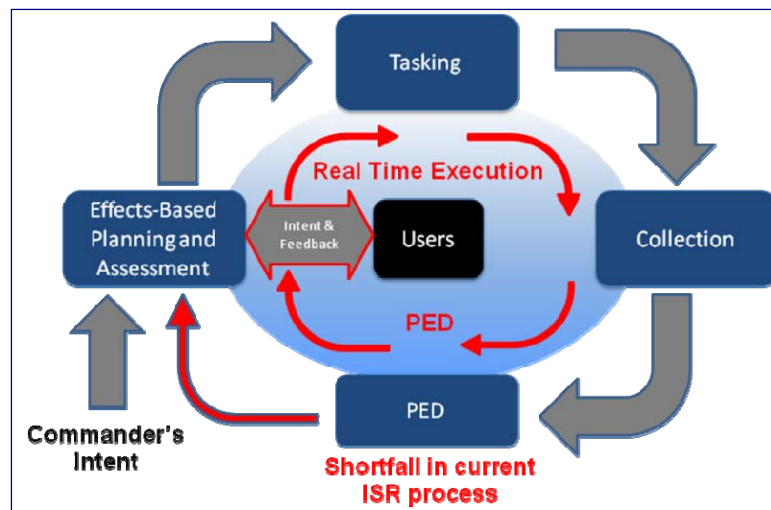 Tasking
Real Time Execution
Effects-Based
Planning and
Assessment
Intent &
Feedback
Users
Collection
PED
PED
Commander's
Intent
Shortfall in current
ISR process